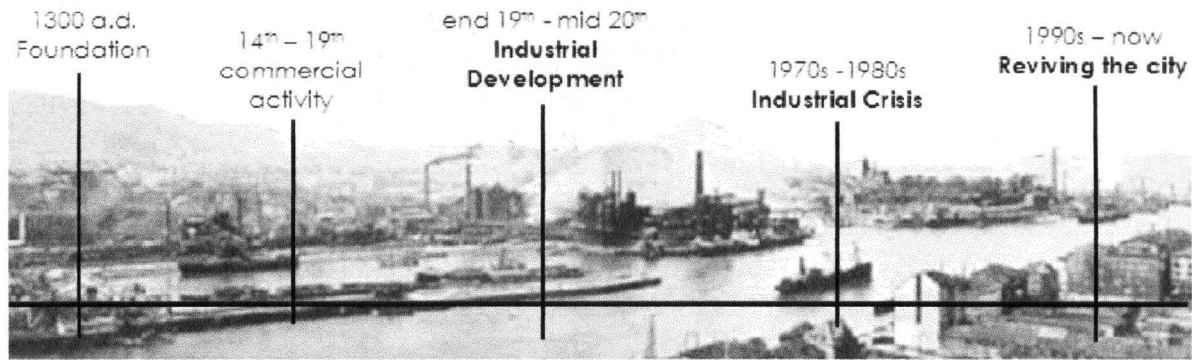 1300 a.d.
Foundation
14th – 19th
commercial
activity
end 19th - mid 20th
Industrial
Development
1970s -1980s
Industrial Crisis
1990s – now
Reviving the city